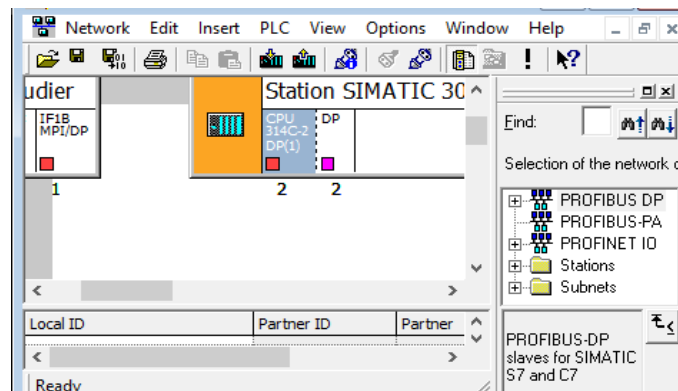 Network Edit Insert PLC View Options Window Help
udier
IF1B
MPI/DP
1
Station SIMATIC 30
CPU
314C-2
DP(1)
DP
2 2
Find:
Selection of the network c
PROFIBUS DP
PROFIBUS-PA
PROFINET IO
Stations
Subnets
Local ID Partner ID Partner
PROFIBUS-DP
slaves for SIMATIC
S7 and C7
Ready